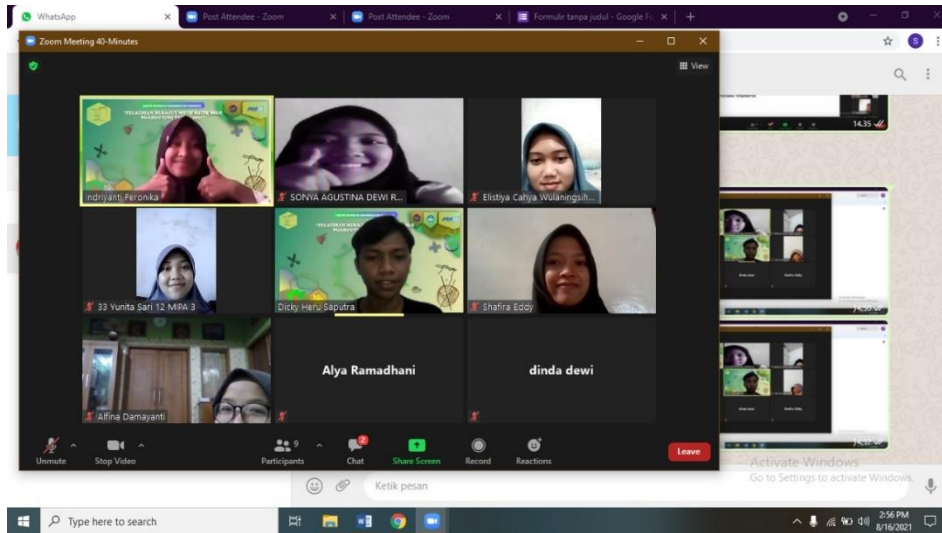 WhatsApp
Post Attendee - Zoom
Post Attendee - Zoom
Formulir tanpa judul - Google Fo
Zoom Meeting 40-Minutes
View
14.35
Indriyanti Feronika
SONYA AGUSTINA DEWI R...
Elistiya Cahya Wulaningsih...
33 Yunita Sari 12 MIPA 3
Dicky Heru Saputra
Shafira Eddy
Alfina Damayanti
Alya Ramadhani
dinda dewi
Unmute
Stop Video
9
Participants
2
Chat
Share Screen
Record
Reactions
Leave
Activate Windows
Go to Settings to activate Windows.
Ketik pesan
Type here to search
2:56 PM
8/16/2021